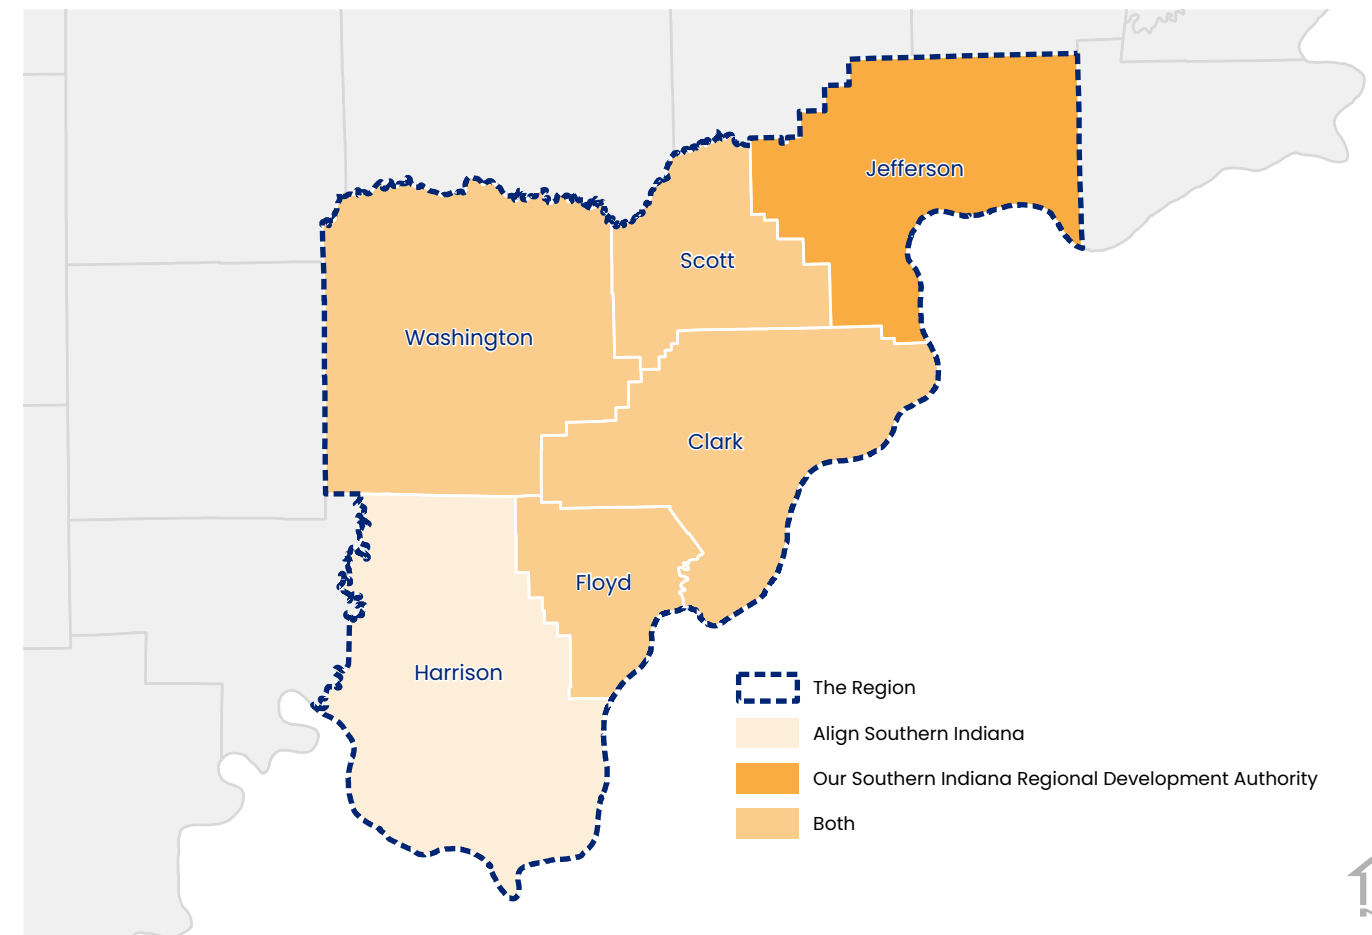 Jefferson
Scott
Washington
Clark
Floyd
Harrison
The Region
Align Southern Indiana
Our Southern Indiana Regional Development Authority
Both